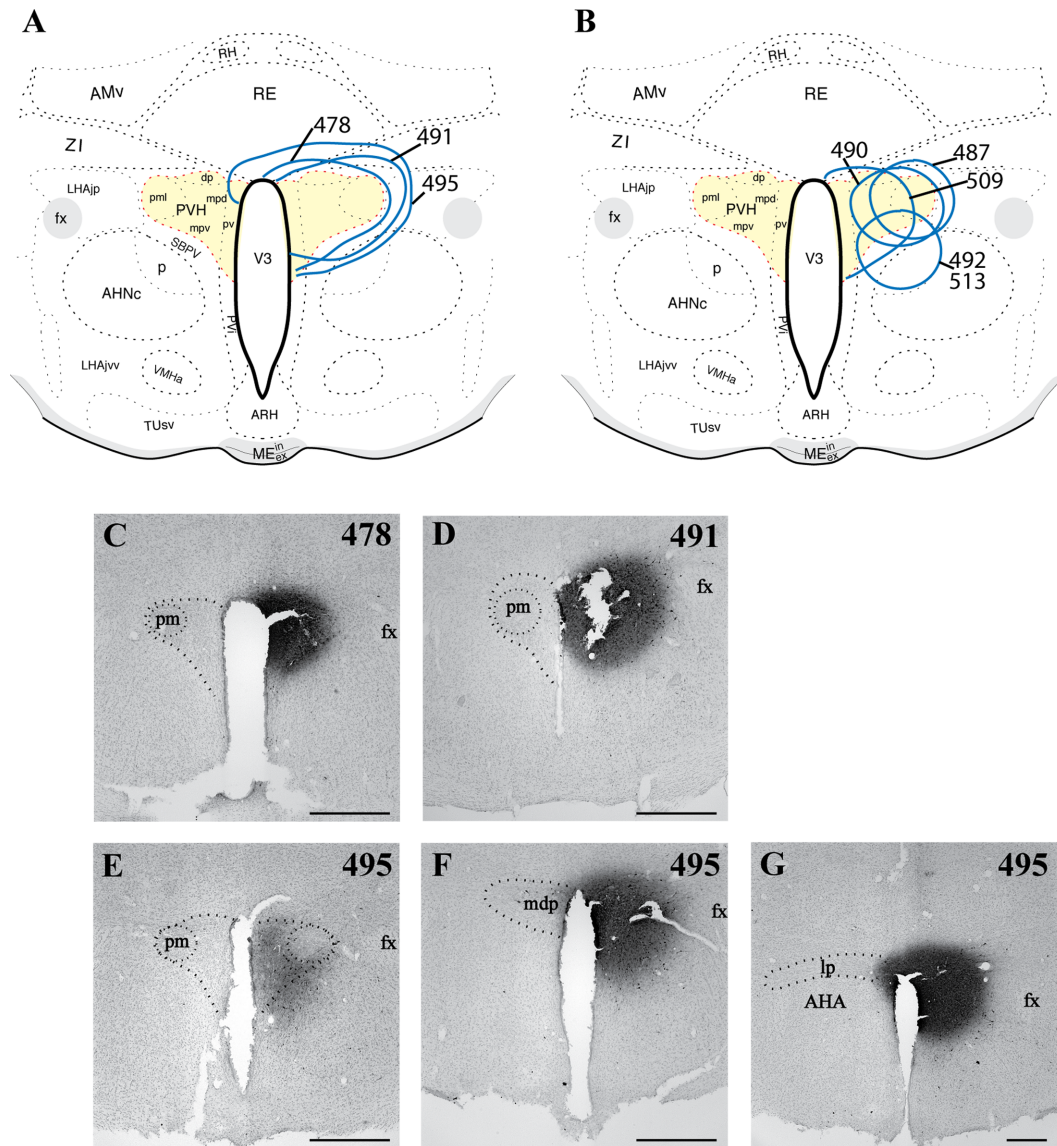 A
RH
AMv
RE
ZI
478
491
495
LHAjp
dp
pml
mpd
PVH
mpv
pv
fx
SBPV
V3
p
AHNc
PVi
LHAjvv
VMHa
ARH
TUsv
ME in
ex
B
RH
AMv
RE
ZI
490
487
509
492
513
LHAjp
dp
pml
mpd
PVH
mpv
pv
fx
V3
p
AHNc
PVi
LHAjvv
VMHa
ARH
TUsv
ME in
ex
C 478
pm fx
D 491
pm fx
E 495
pm fx
F 495
mdp fx
G 495
lp
AHA fx